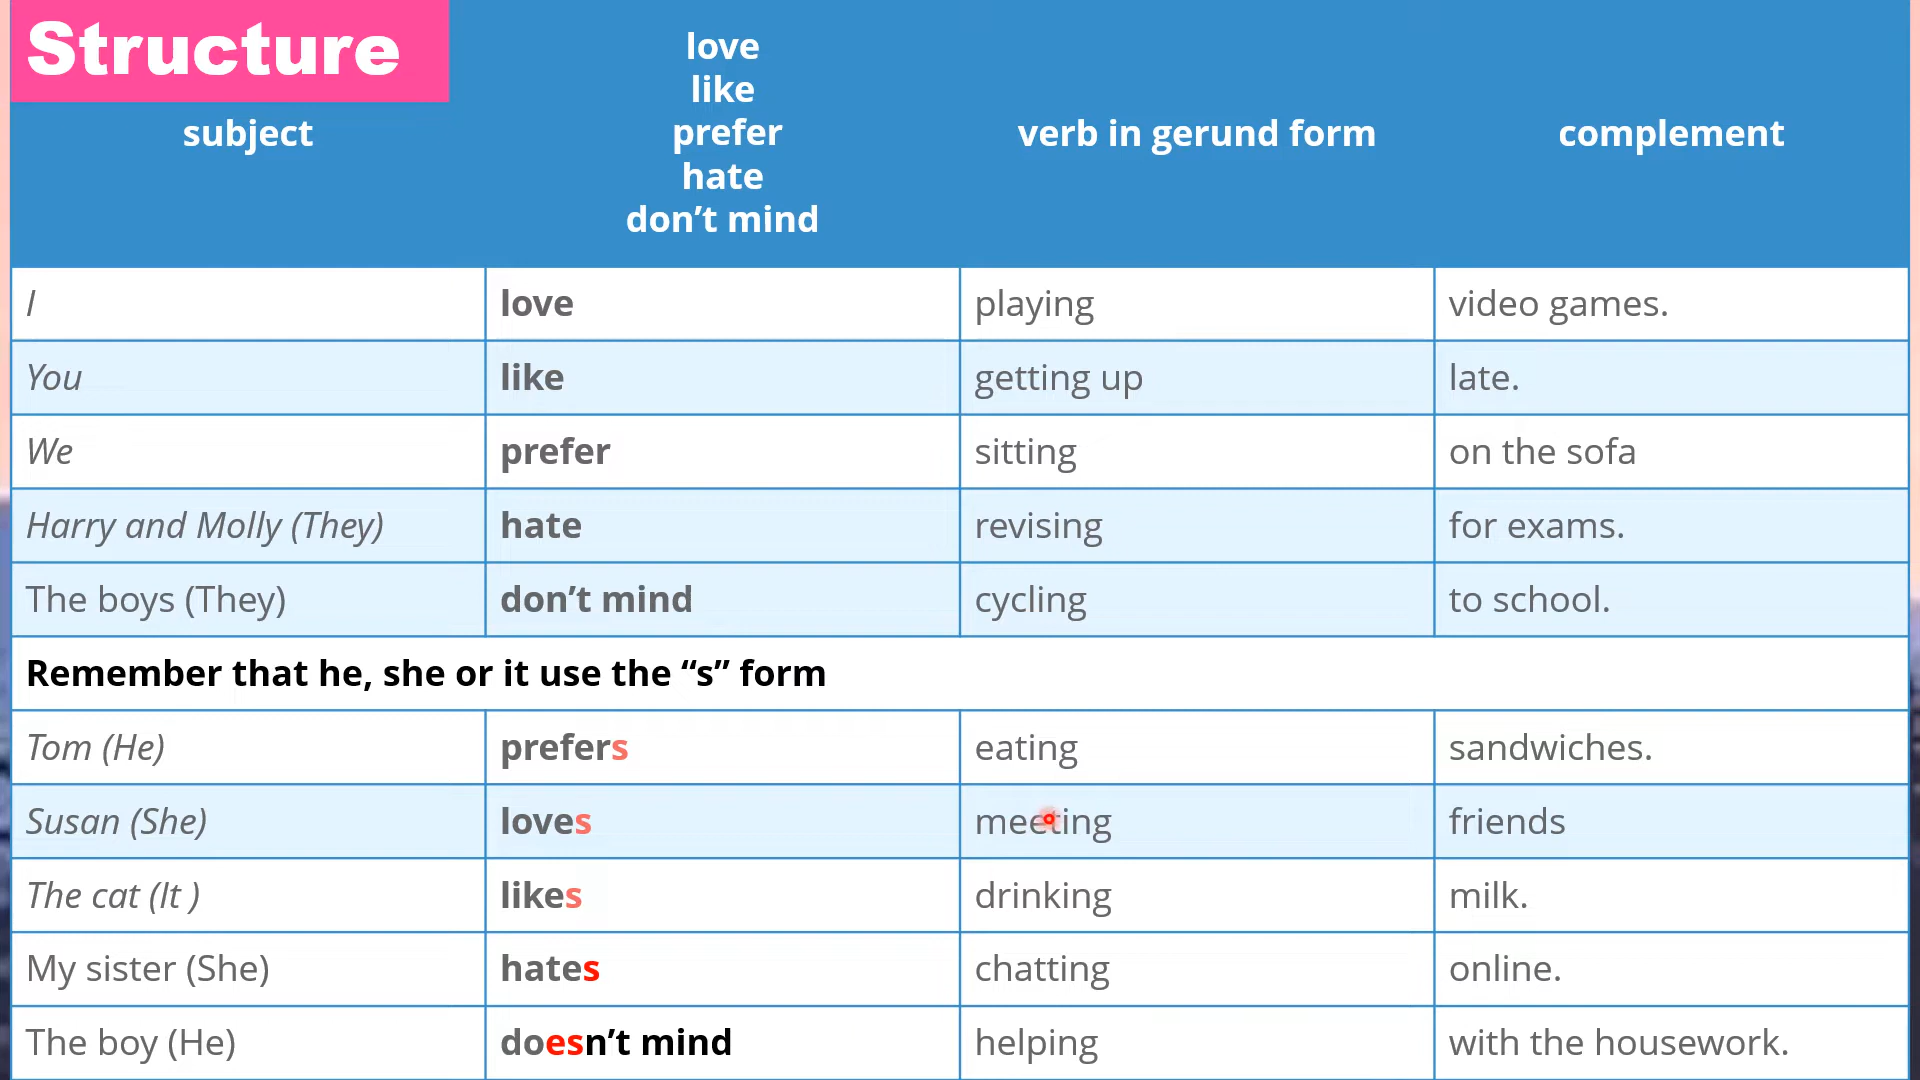 Structure
subject
love
like
prefer
hate
don’t mind
verb in gerund form
complement
I love playing video games.
You like getting up late.
We prefer sitting on the sofa
Harry and Molly (They) hate revising for exams.
The boys (They) don’t mind cycling to school.
Remember that he, she or it use the “s” form
Tom (He) prefers eating sandwiches.
Susan (She) loves meeting friends
The cat (It ) likes drinking milk.
My sister (She) hates chatting online.
The boy (He) doesn’t mind helping with the housework.